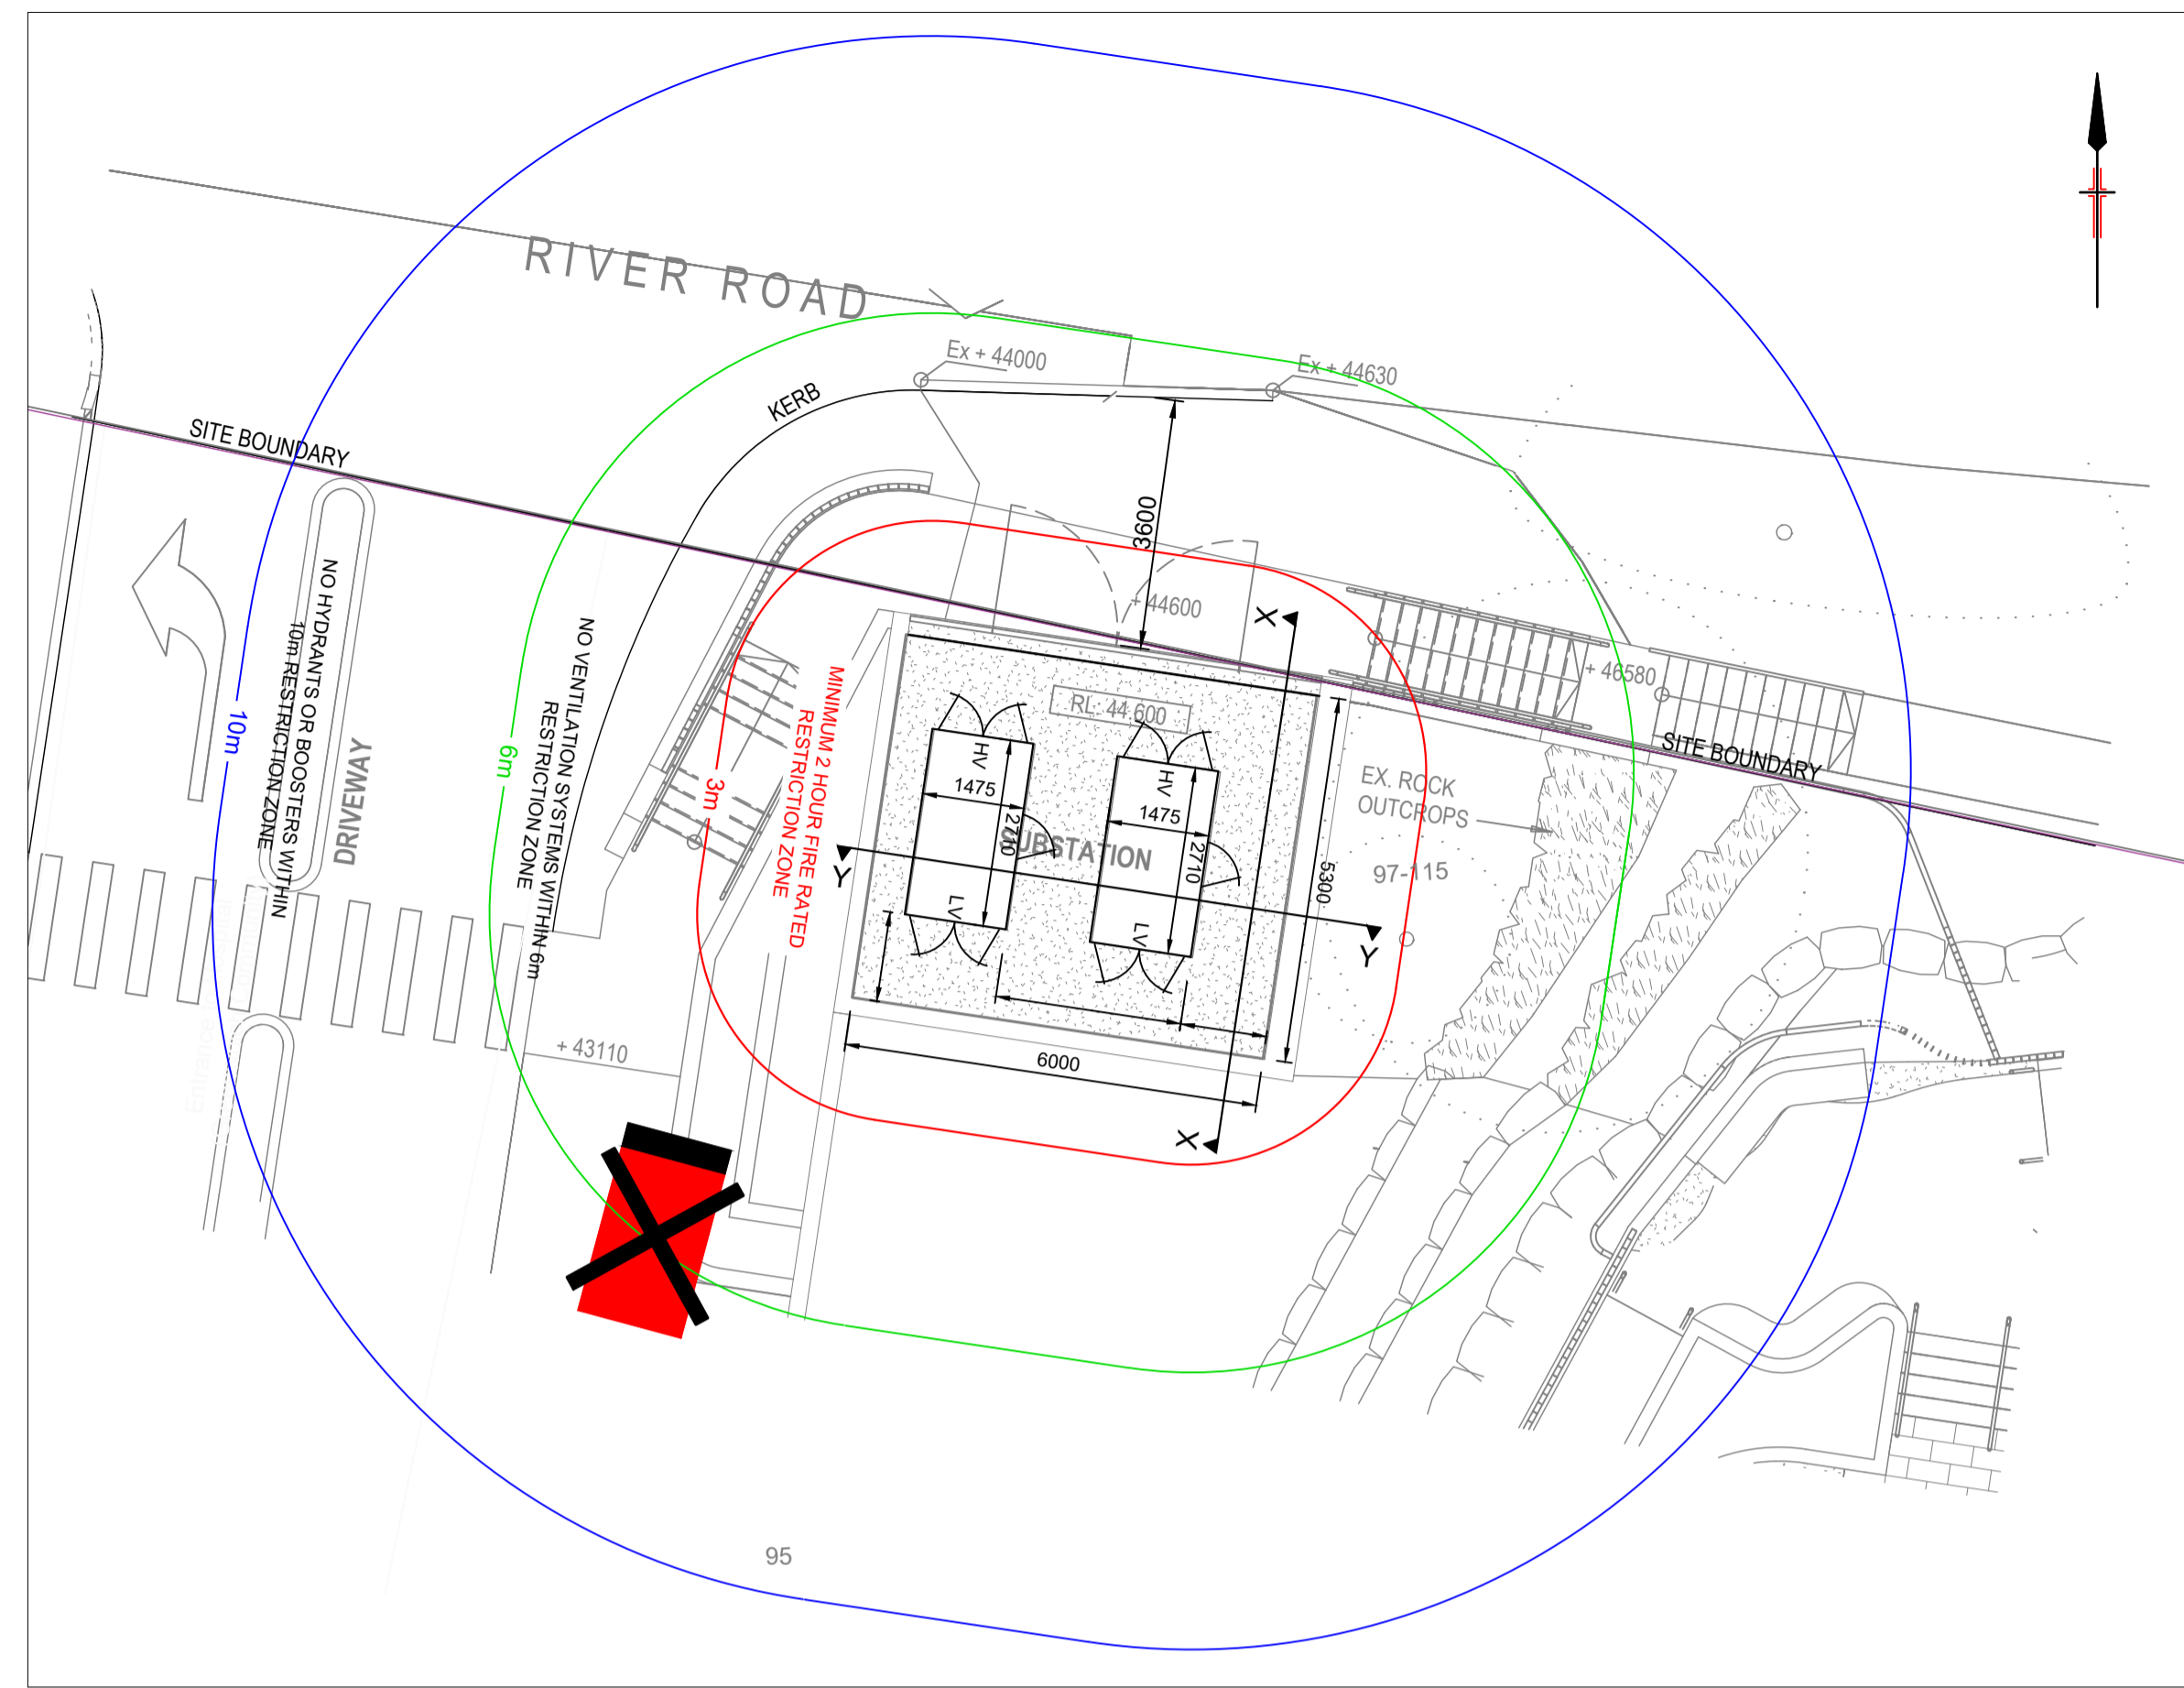 RIVER ROAD
Ex + 44000
Ex + 44630
KERB
SITE BOUNDARY
3600
+ 44600
+ 46580
SITE BOUNDARY
X
RL: 44.600
NO HYDRANTS OR BOOSTERS WITHIN
10m RESTRICTION ZONE
DRIVEWAY
10m
6m
NO VENTILATION SYSTEMS WITHIN 6m
RESTRICTION ZONE
3m
MINIMUM 2 HOUR FIRE RATED
RESTRICTION ZONE
HV
1475
2710
LV
HV
1475
2710
LV
SUBSTATION
EX. ROCK
OUTCROPS
97-115
5300
Y
Y
+ 43110
6000
X
95